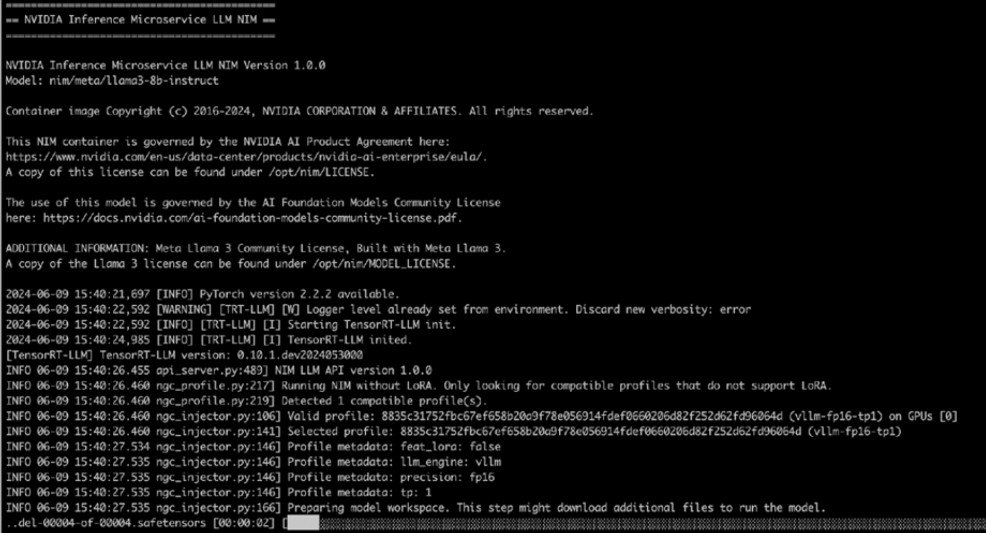 ==========================================
== NVIDIA Inference Microservice LLM NIM ==
==========================================
NVIDIA Inference Microservice LLM NIM Version 1.0.0
Model: nim/meta/llama3-8b-instruct
Container image Copyright (c) 2016-2024, NVIDIA CORPORATION & AFFILIATES. All rights reserved.
This NIM container is governed by the NVIDIA AI Product Agreement here:
https://www.nvidia.com/en-us/data-center/products/nvidia-ai-enterprise/eula/.
A copy of this license can be found under /opt/nim/LICENSE.
The use of this model is governed by the AI Foundation Models Community License
here: https://docs.nvidia.com/ai-foundation-models-community-license.pdf.
ADDITIONAL INFORMATION: Meta Llama 3 Community License, Built with Meta Llama 3.
A copy of the Llama 3 license can be found under /opt/nim/MODEL_LICENSE.
2024-06-09 15:40:21,697 [INFO] PyTorch version 2.2.2 available.
2024-06-09 15:40:22,592 [WARNING] [TRT-LLM] [W] Logger level already set from environment. Discard new verbosity: error
2024-06-09 15:40:22,592 [INFO] [TRT-LLM] [I] Starting TensorRT-LLM init.
2024-06-09 15:40:24,985 [INFO] [TRT-LLM] [I] TensorRT-LLM inited.
[TensorRT-LLM] TensorRT-LLM version: 0.10.1.dev2024053000
INFO 06-09 15:40:26.455 api_server.py:489] NIM LLM API version 1.0.0
INFO 06-09 15:40:26.460 ngc_profile.py:217] Running NIM without LoRA. Only looking for compatible profiles that do not support LoRA.
INFO 06-09 15:40:26.460 ngc_profile.py:219] Detected 1 compatible profile(s).
INFO 06-09 15:40:26.460 ngc_injector.py:106] Valid profile: 8835c31752fbc67ef658b20a9f78e056914fdef0660206d82f252d62fd96064d (vllm-fp16-tp1) on GPUs [0]
INFO 06-09 15:40:26.460 ngc_injector.py:141] Selected profile: 8835c31752fbc67ef658b20a9f78e056914fdef0660206d82f252d62fd96064d (vllm-fp16-tp1)
INFO 06-09 15:40:27.534 ngc_injector.py:146] Profile metadata: feat_lora: false
INFO 06-09 15:40:27.535 ngc_injector.py:146] Profile metadata: llm_engine: vllm
INFO 06-09 15:40:27.535 ngc_injector.py:146] Profile metadata: precision: fp16
INFO 06-09 15:40:27.535 ngc_injector.py:146] Profile metadata: tp: 1
INFO 06-09 15:40:27.535 ngc_injector.py:166] Preparing model workspace. This step might download additional files to run the model.
..del-00004-of-00004.safetensors [00:00:02] [